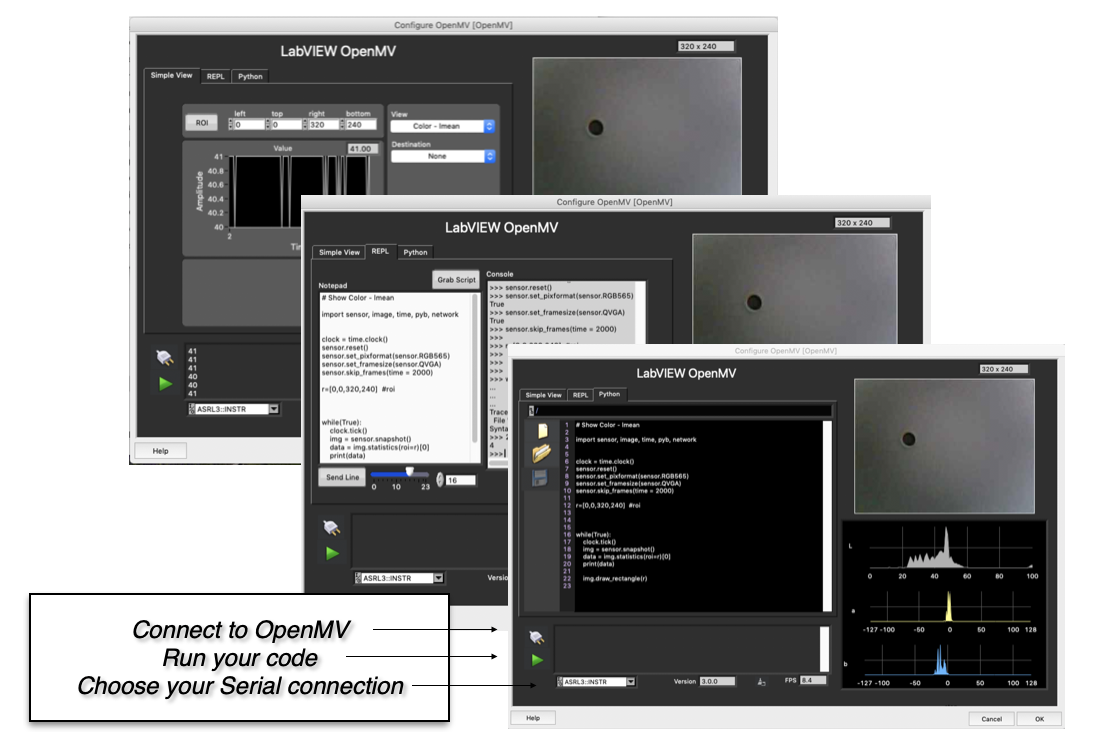 Configure OpenMV [OpenMV]
LabVIEW OpenMV
320 x 240
Simple View
REPL
Python
ROI
left top right bottom
0 0 320 240
View
Color - lmean
Destination
None
Value
41.00
Amplitude
41
40.8
40.6
40.4
40.2
40
2
41
41
41
40
40
41
ASRL3::INSTR
Help
Configure OpenMV [OpenMV]
LabVIEW OpenMV
320 x 240
Simple View
REPL
Python
Grab Script
Notepad
# Show Color - lmean
import sensor, image, time, pyb, network
clock = time.clock()
sensor.reset()
sensor.set_pixformat(sensor.RGB565)
sensor.set_framesize(sensor.QVGA)
sensor.skip_frames(time = 2000)
r=[0,0,320,240] #roi
while(True):
clock.tick()
img = sensor.snapshot()
data = img.statistics(roi=r)[0]
print(data)
Console
>>> sensor.reset()
>>> sensor.set_pixformat(sensor.RGB565)
True
>>> sensor.set_framesize(sensor.QVGA)
True
>>> sensor.skip_frames(time = 2000)
>>>
>>>
>>>
>>>
...
...
...
Trace
File
Synta
>>> 2
4
>>>
Send Line
0 10 23
16
ASRL3::INSTR
Versio
Configure OpenMV [OpenMV]
LabVIEW OpenMV
320 x 240
Simple View
REPL
Python
/
1 # Show Color - lmean
2
3 import sensor, image, time, pyb, network
4
5
6 clock = time.clock()
7 sensor.reset()
8 sensor.set_pixformat(sensor.RGB565)
9 sensor.set_framesize(sensor.QVGA)
10 sensor.skip_frames(time = 2000)
11
12 r=[0,0,320,240] #roi
13
14
15
16 while(True):
17 clock.tick()
18 img = sensor.snapshot()
19 data = img.statistics(roi=r)[0]
20 print(data)
21
22 img.draw_rectangle(r)
23
L
0 20 40 60 80 100
a
-127 -100 -50 0 50 100 128
b
-127 -100 -50 0 50 100 128
ASRL3::INSTR
Version 3.0.0
FPS 8.4
Help
Cancel
OK
Connect to OpenMV
Run your code
Choose your Serial connection